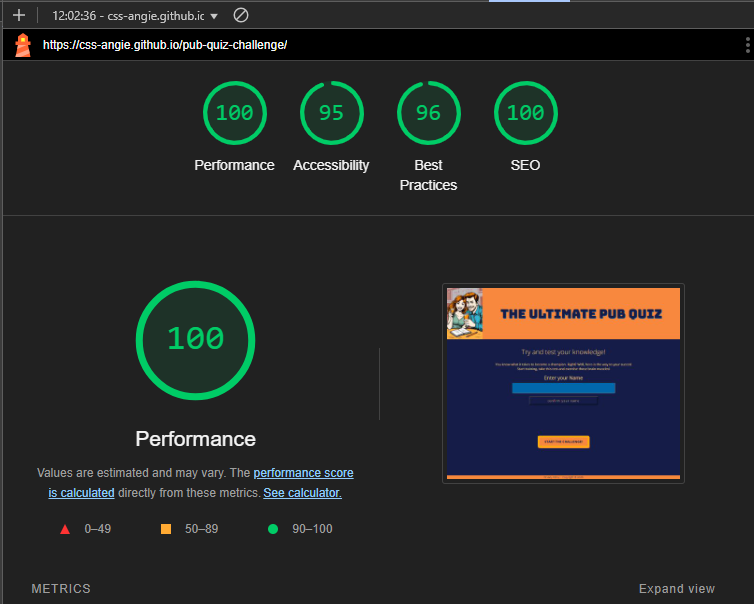 12:02:36 - css-angie.github.ic
https://css-angie.github.io/pub-quiz-challenge/
100 95 96 100
Performance Accessibility Best Practices SEO
100
THE ULTIMATE PUB QUIZ
Try and test your knowledge!
Enter your Name
START THE CHALLENGE!
Performance
Values are estimated and may vary. The performance score
is calculated directly from these metrics. See calculator.
0–49 50–89 90–100
METRICS Expand view